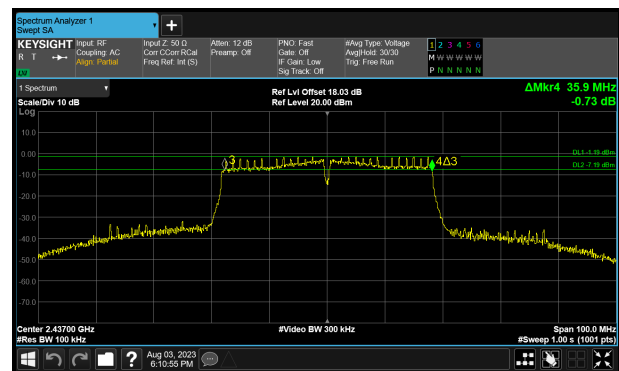 Spectrum Analyzer 1
Swept SA
+
KEYSIGHT Input: RF Input Z: 50 Ω Atten: 12 dB PNO: Fast #Avg Type: Voltage 1 2 3 4 5 6
R T Coupling: AC Corr CCorr RCal Preamp: Off Gate: Off Avg|Hold: 30/30 M W W W W W
Align: Partial Freq Ref: Int (S) IF Gain: Low Trig: Free Run
Sig Track: Off P N N N N N
LXI
1 Spectrum Ref Lvl Offset 18.03 dB ΔMkr4 35.9 MHz
Scale/Div 10 dB Ref Level 20.00 dBm -0.73 dB
Log
10.0
0.00 DL1 -1.19 dBm
3 4Δ3
-10.0 DL2 -7.19 dBm
-20.0
-30.0
-40.0
-50.0
-60.0
-70.0
Center 2.43700 GHz #Video BW 300 kHz Span 100.0 MHz
#Res BW 100 kHz #Sweep 1.00 s (1001 pts)
? Aug 03, 2023
6:10:55 PM